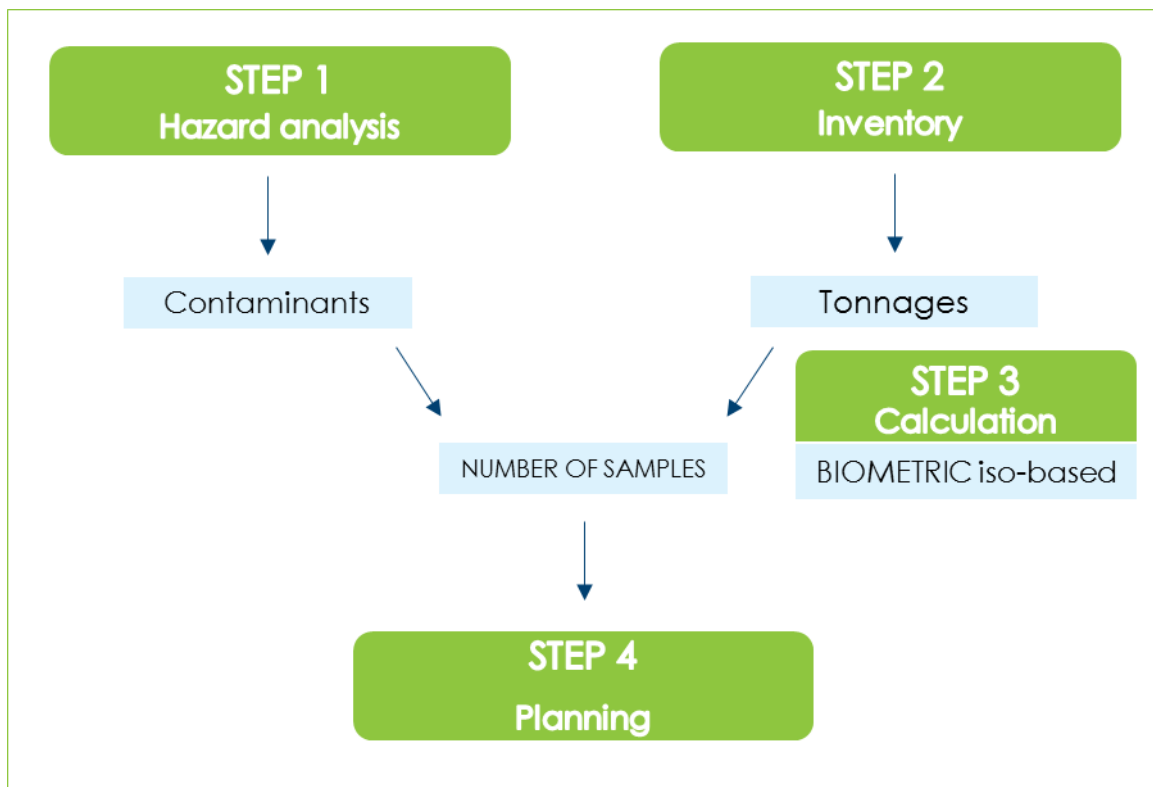 STEP 1
Hazard analysis
STEP 2
Inventory
Contaminants
Tonnages
STEP 3
Calculation
BIOMETRIC iso-based
NUMBER OF SAMPLES
STEP 4
Planning